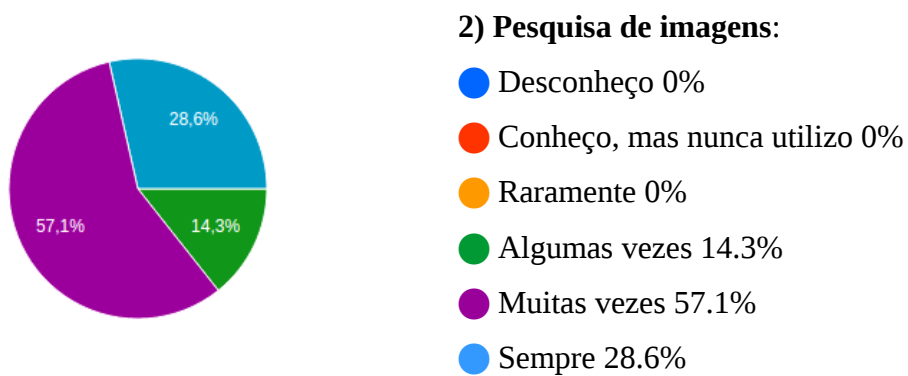 2) Pesquisa de imagens:
Desconheço 0%
Conheço, mas nunca utilizo 0%
Raramente 0%
Algumas vezes 14.3%
Muitas vezes 57.1%
Sempre 28.6%
28,6%
57,1%
14,3%